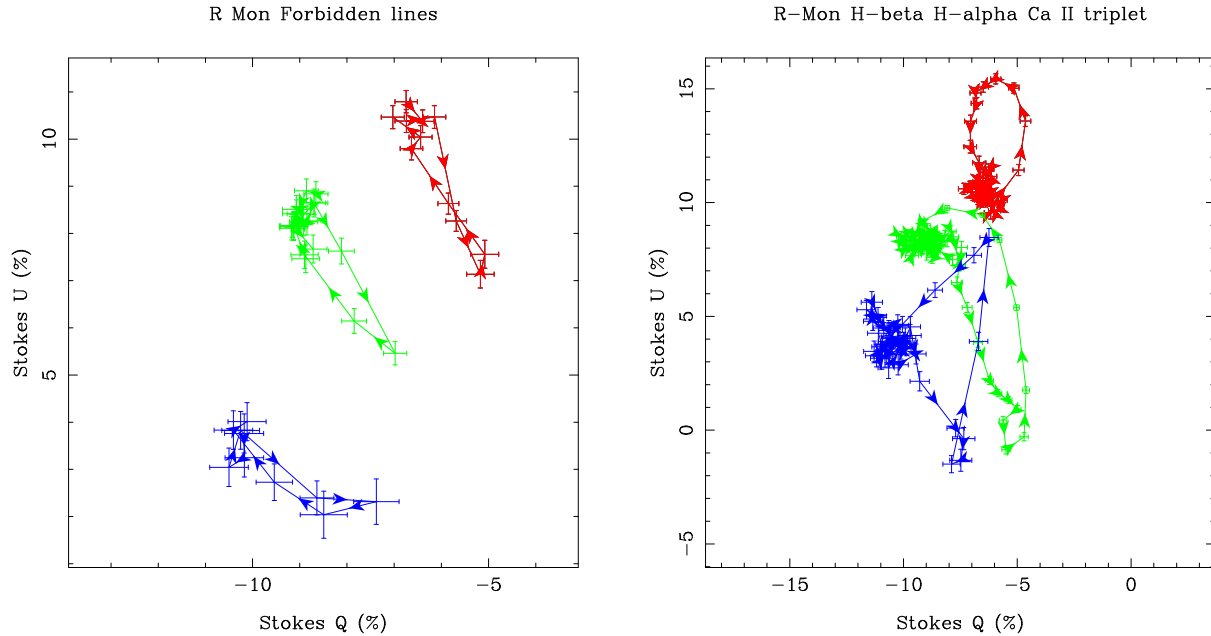 R Mon Forbidden lines
R-Mon H-beta H-alpha Ca II triplet
Stokes U (%)
10
5
−10
−5
Stokes Q (%)
Stokes U (%)
15
10
5
0
−5
−15
−10
−5
0
Stokes Q (%)